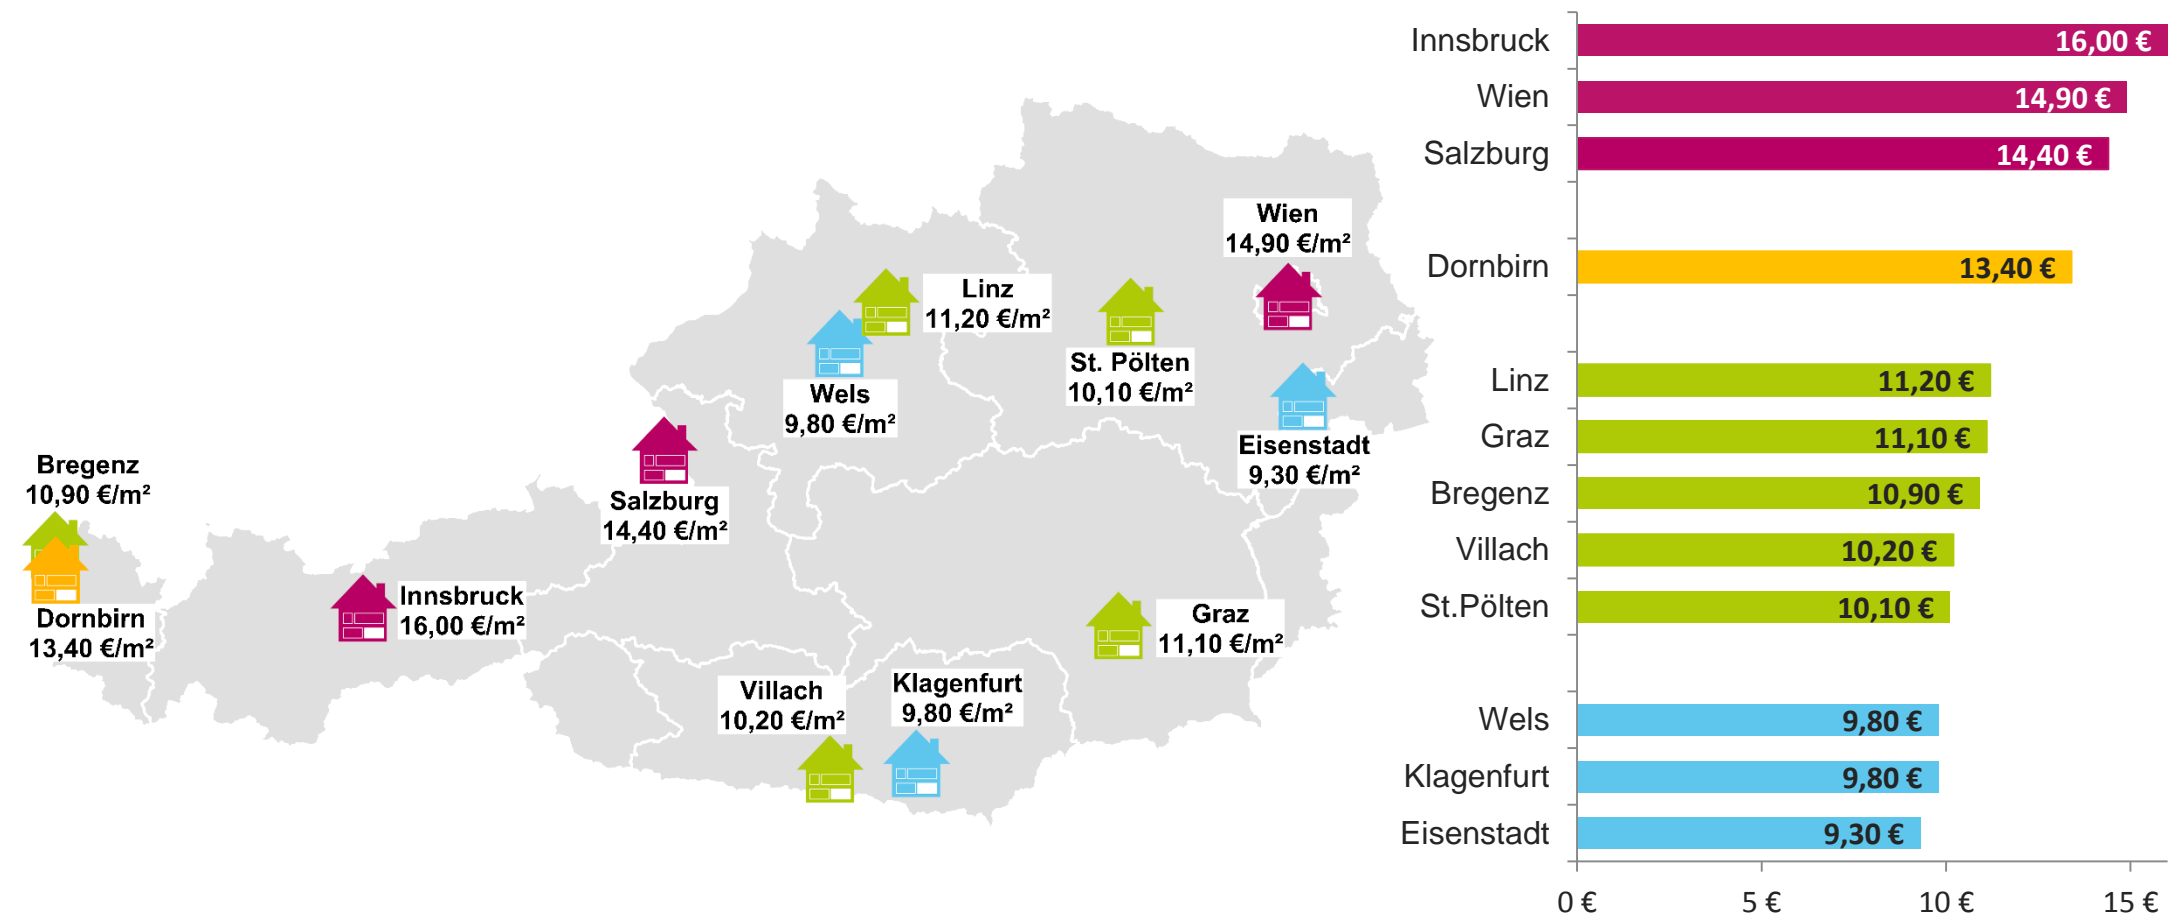 Wien
14,90 €/m²
Linz
11,20 €/m²
St. Pölten
10,10 €/m²
Wels
9,80 €/m²
Eisenstadt
9,30 €/m²
Bregenz
10,90 €/m²
Salzburg
14,40 €/m²
Innsbruck
16,00 €/m²
Dornbirn
13,40 €/m²
Graz
11,10 €/m²
Villach
10,20 €/m²
Klagenfurt
9,80 €/m²
Innsbruck 16,00 €
Wien 14,90 €
Salzburg 14,40 €
Dornbirn 13,40 €
Linz 11,20 €
Graz 11,10 €
Bregenz 10,90 €
Villach 10,20 €
St.Pölten 10,10 €
Wels 9,80 €
Klagenfurt 9,80 €
Eisenstadt 9,30 €
0 € 5 € 10 € 15 €